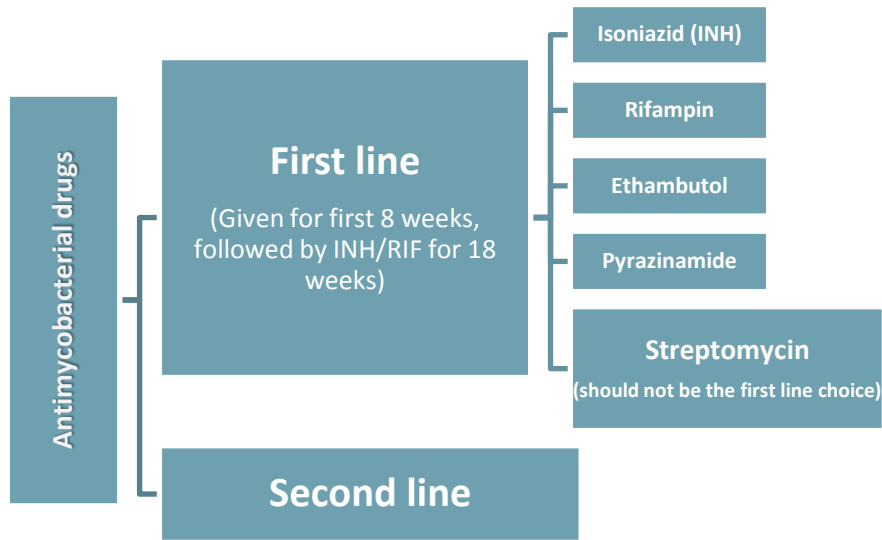 Antimycobacterial drugs
First line
(Given for first 8 weeks,
followed by INH/RIF for 18
weeks)
Isoniazid (INH)
Rifampin
Ethambutol
Pyrazinamide
Streptomycin
(should not be the first line choice)
Second line